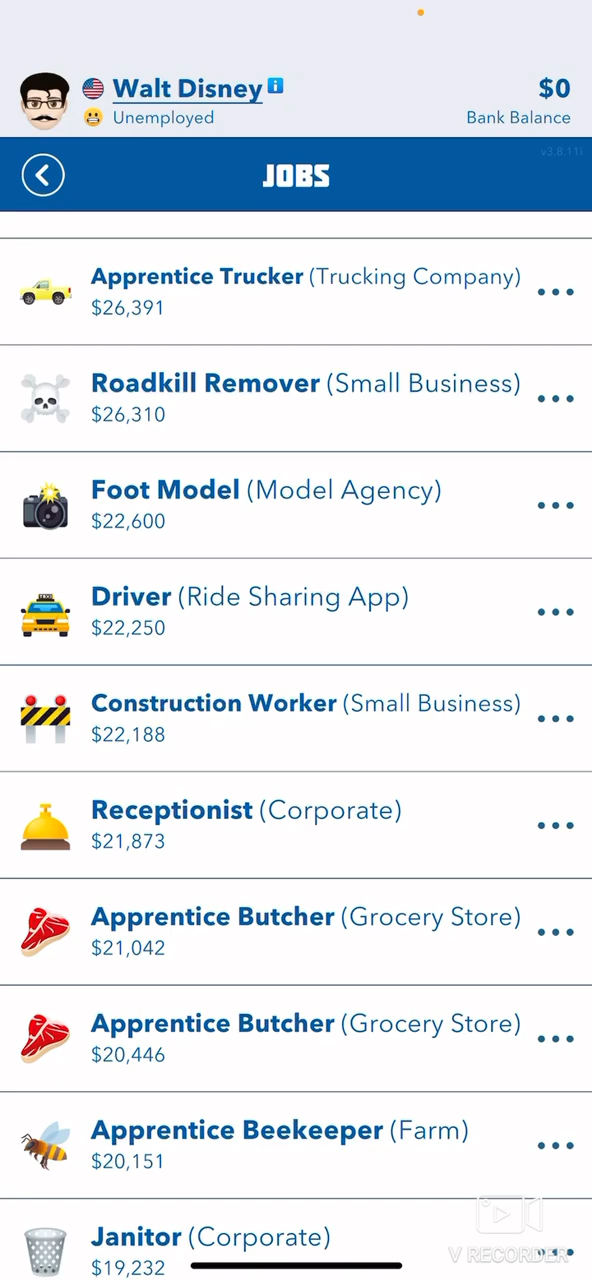 Walt Disney i
$0
Unemployed
Bank Balance
v3.8.11i
JOBS
Apprentice Trucker (Trucking Company)
$26,391
Roadkill Remover (Small Business)
$26,310
Foot Model (Model Agency)
$22,600
TAXI
Driver (Ride Sharing App)
$22,250
Construction Worker (Small Business)
$22,188
Receptionist (Corporate)
$21,873
Apprentice Butcher (Grocery Store)
$21,042
Apprentice Butcher (Grocery Store)
$20,446
Apprentice Beekeeper (Farm)
$20,151
Janitor (Corporate)
$19,232
V RECORDER